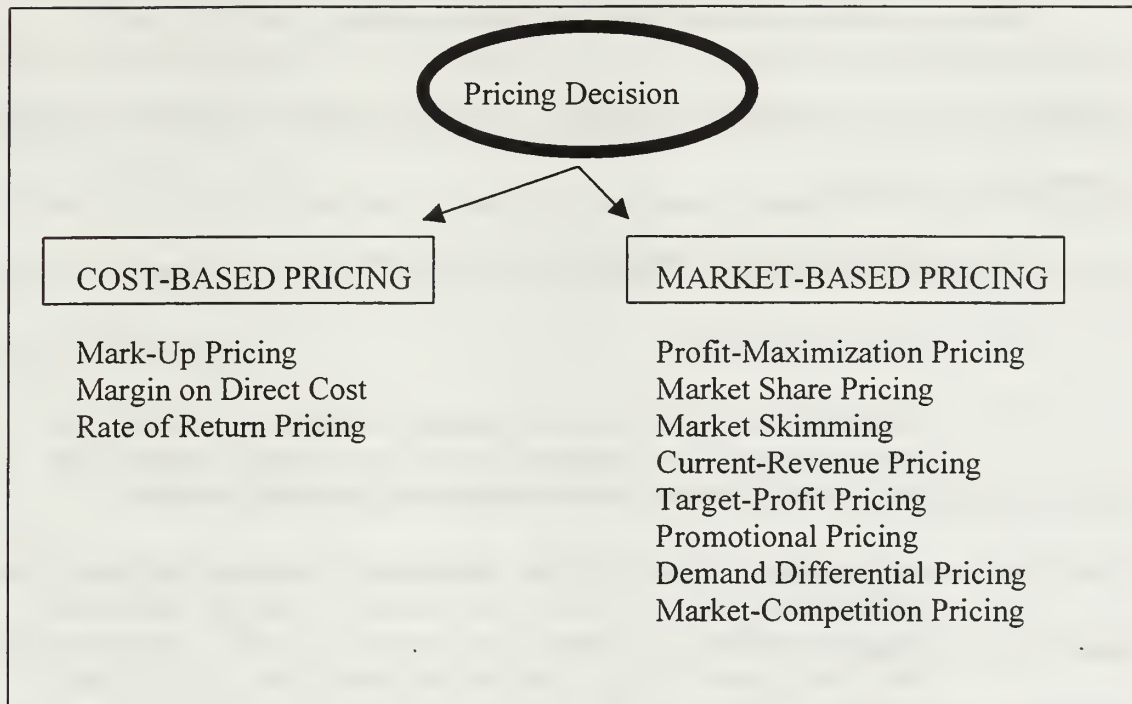 Pricing Decision
COST-BASED PRICING
Mark-Up Pricing
Margin on Direct Cost
Rate of Return Pricing
MARKET-BASED PRICING
Profit-Maximization Pricing
Market Share Pricing
Market Skimming
Current-Revenue Pricing
Target-Profit Pricing
Promotional Pricing
Demand Differential Pricing
Market-Competition Pricing